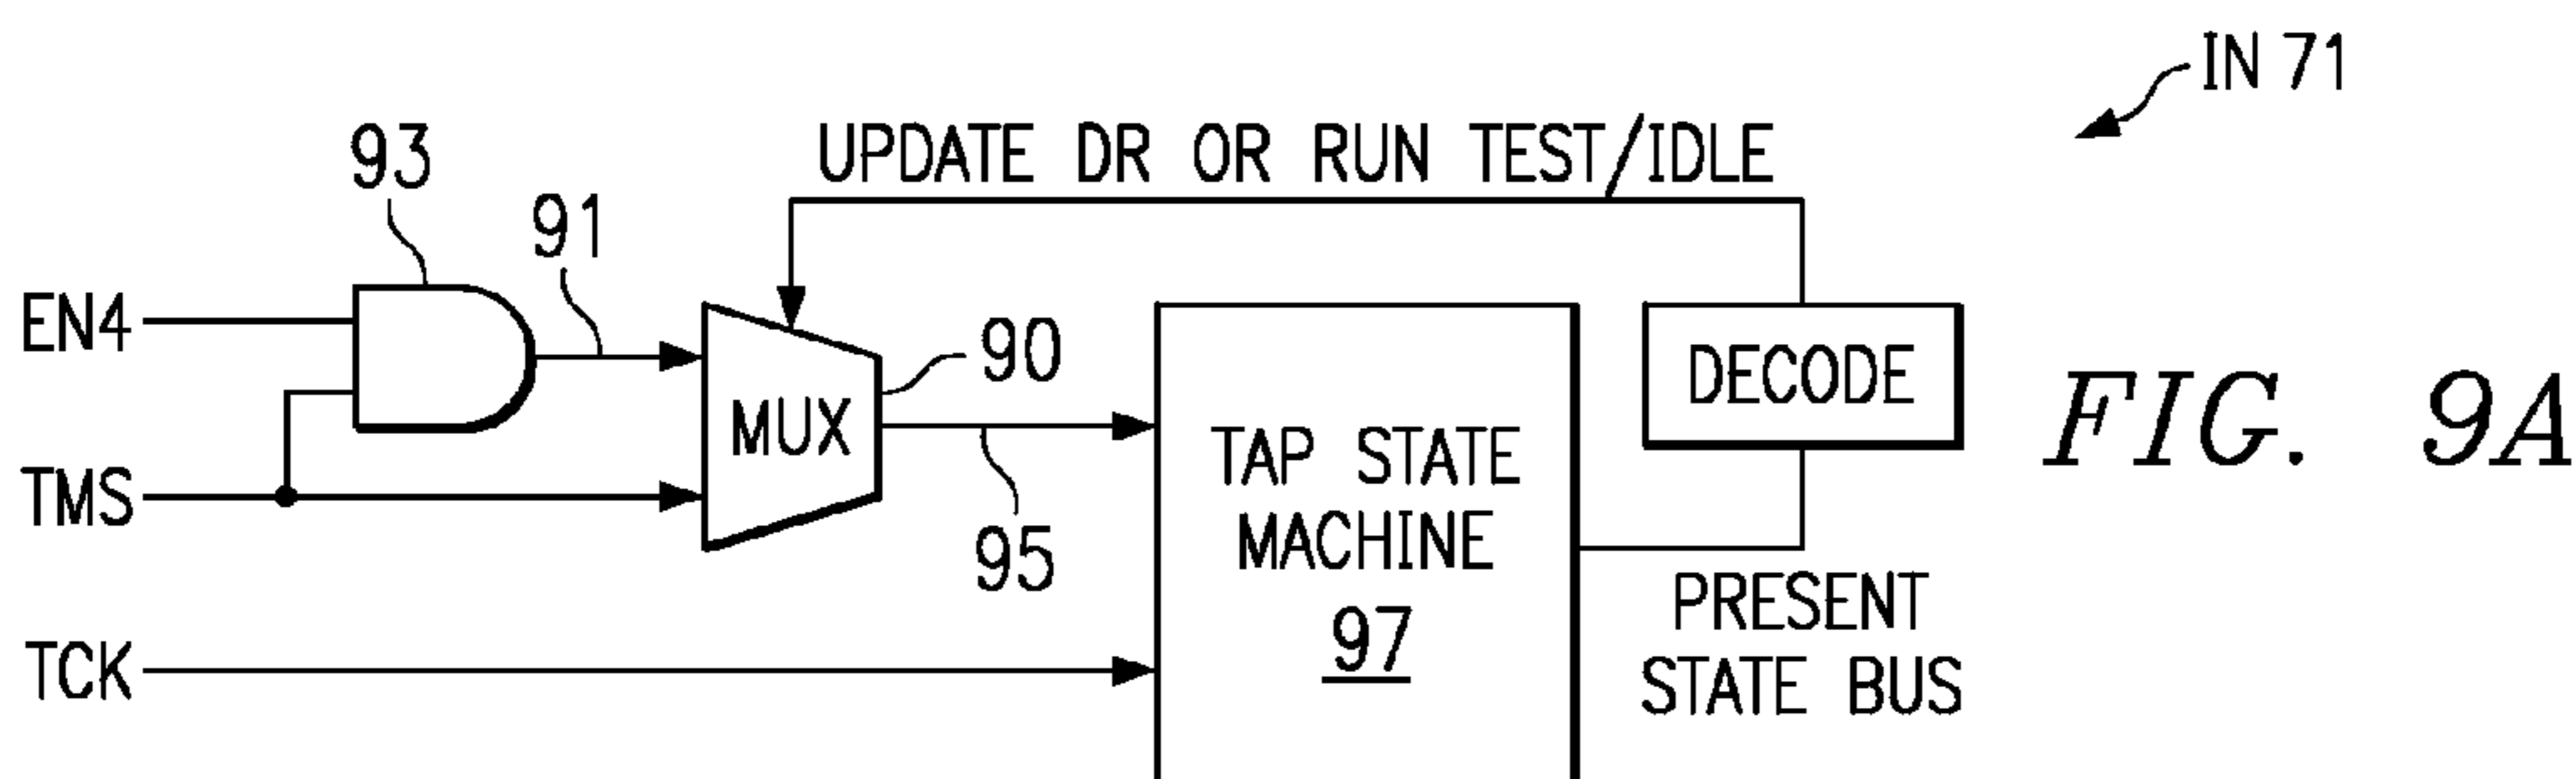 IN 71
UPDATE DR OR RUN TEST/IDLE
93
91
EN4
90
MUX
DECODE
TMS
95
TAP STATE
MACHINE
97
TCK
PRESENT
STATE BUS
FIG. 9A